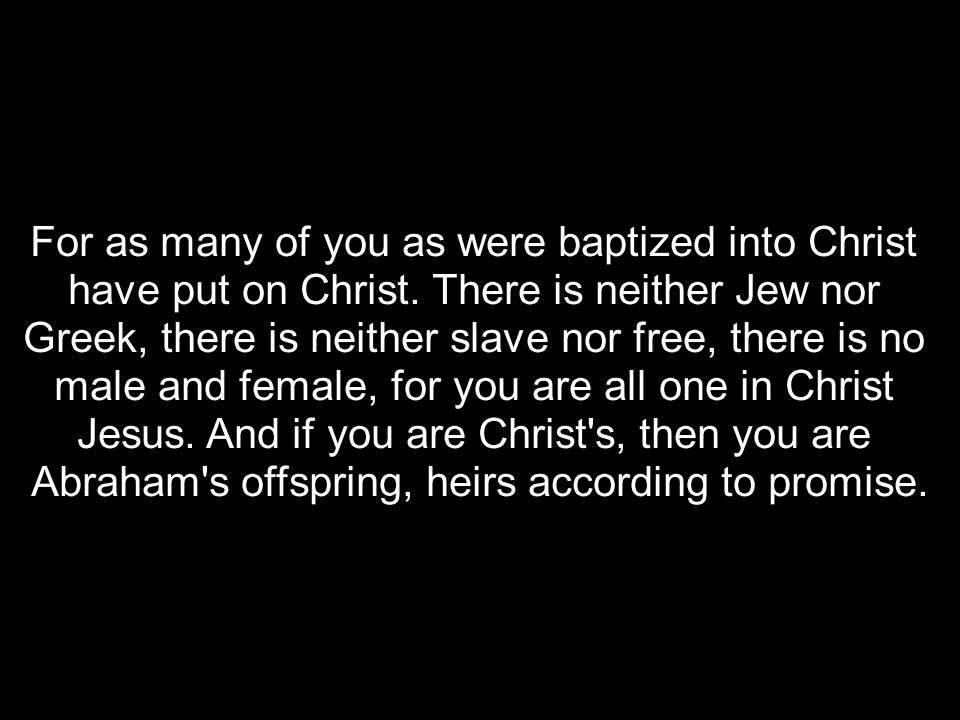 For as many of you as were baptized into Christ
have put on Christ. There is neither Jew nor
Greek, there is neither slave nor free, there is no
male and female, for you are all one in Christ
Jesus. And if you are Christ's, then you are
Abraham's offspring, heirs according to promise.